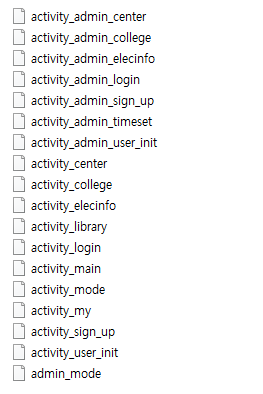 activity_admin_center
activity_admin_college
activity_admin_elecinfo
activity_admin_login
activity_admin_sign_up
activity_admin_timeset
activity_admin_user_init
activity_center
activity_college
activity_elecinfo
activity_library
activity_login
activity_main
activity_mode
activity_my
activity_sign_up
activity_user_init
admin_mode